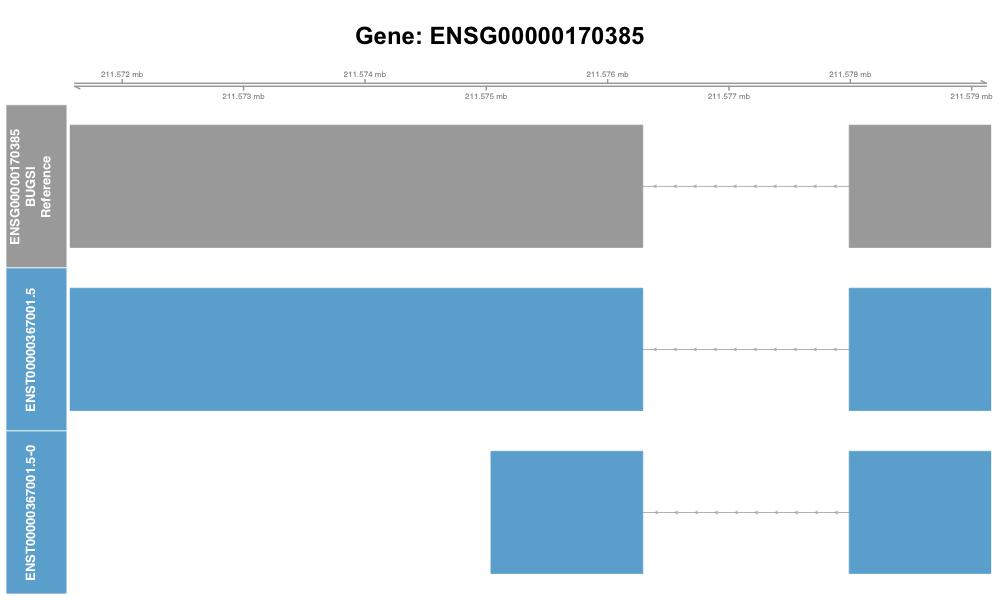 Gene: ENSG00000170385
211.572 mb
211.574 mb
211.576 mb
211.578 mb
211.573 mb
211.575 mb
211.577 mb
211.579 mb
ENSG00000170385
BUGSI
Reference
ENST00000367001.5
ENST00000367001.5-0